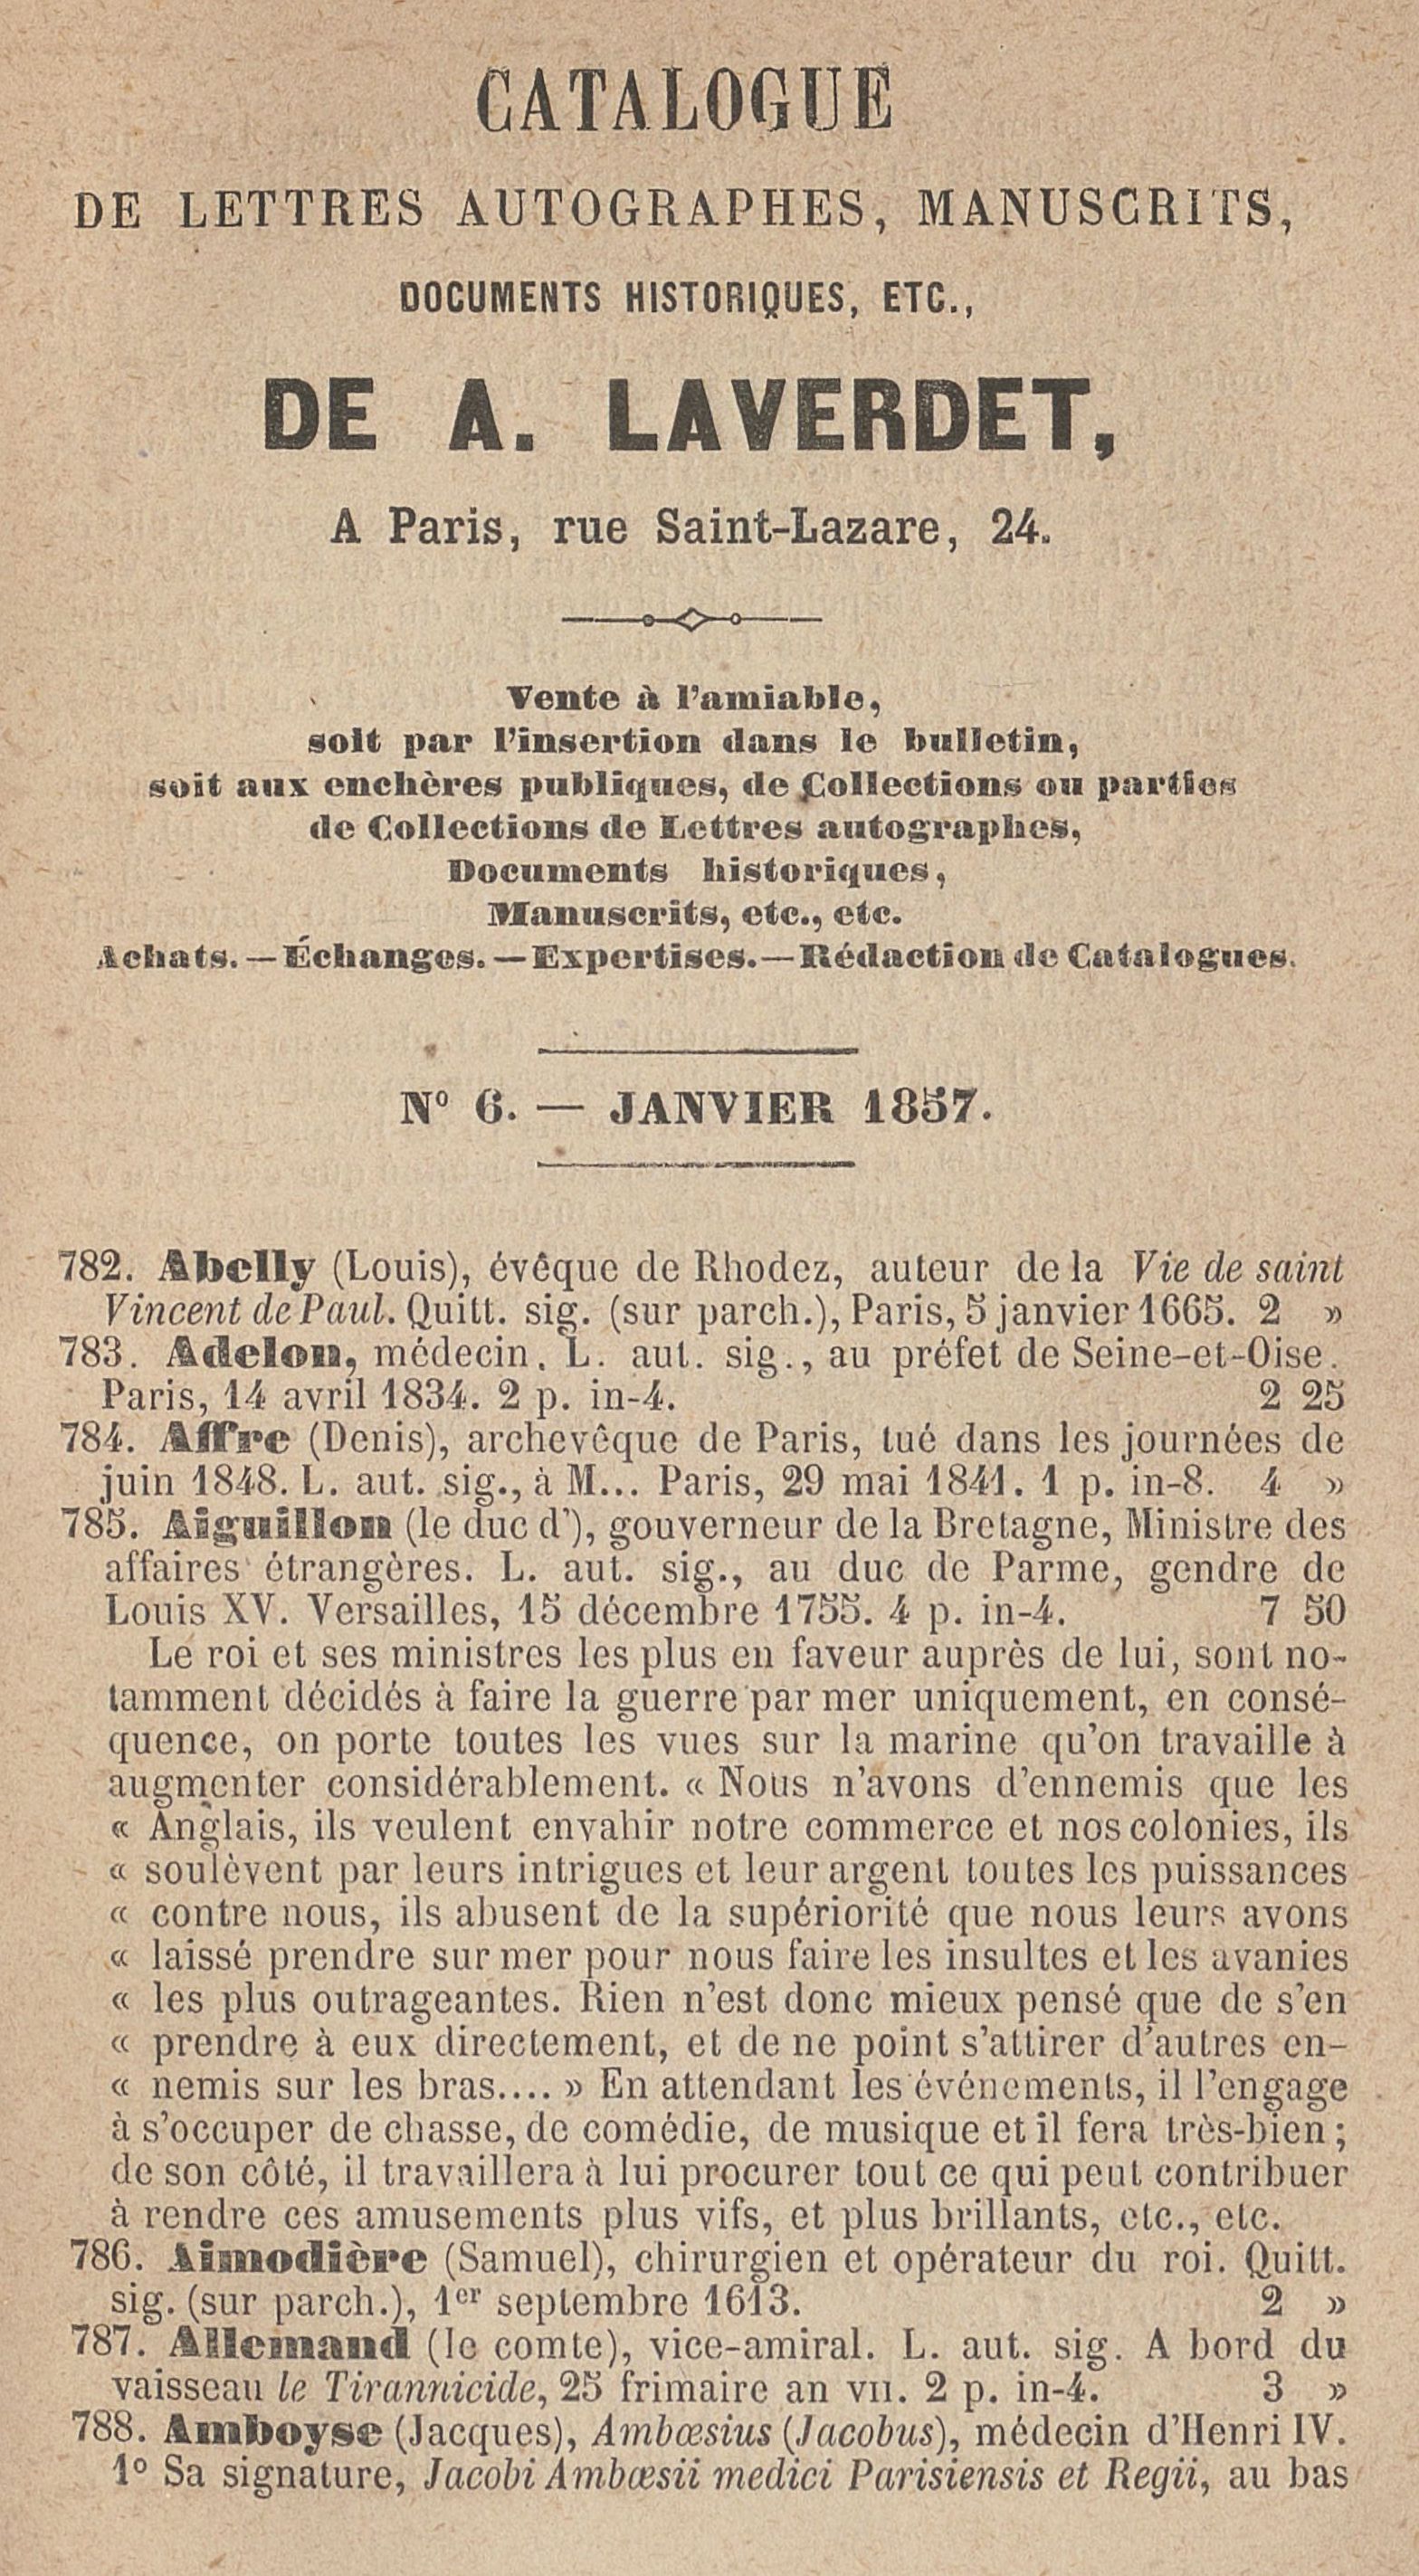 CATALOGUE
DE LETTRES AUTOGRAPHES, MANUSCRITS,
DOCUMENTS HISTORIQUES, ETC.,
DE A. LAVERDET,
A Paris, rue Saint-Lazare, 24.
Vente à l'amiable,
soit par l'insertion dans le bulletin,
soit aux enchères publiques, de Collections ou parties
de Collections de Lettres autographes,
Documents historiques,
Manuscrits, etc., etc.
Achats. — Échanges. — Expertises. — Rédaction de Catalogues.
N° 6. — JANVIER 1857.
782. Abelly (Louis), évêque de Rhodez, auteur de la Vie de saint
Vincent de Paul. Quitt. sig. (sur parch.), Paris, 5 janvier 1665. 2 »
783. Adelon, médecin. L. aut. sig., au préfet de Seine-et-Oise.
Paris, 14 avril 1834. 2 p. in-4. 2 25
784. Affre (Denis), archevêque de Paris, tué dans les journées de
juin 1848. L. aut. sig., à M... Paris, 29 mai 1841. 1 p. in-8. 4 »
785. Aiguillon (le duc d'), gouverneur de la Bretagne, Ministre des
affaires étrangères. L. aut. sig., au duc de Parme, gendre de
Louis XV. Versailles, 15 décembre 1755. 4 p. in-4. 7 50
Le roi et ses ministres les plus en faveur auprès de lui, sont no-
tamment décidés à faire la guerre par mer uniquement, en consé-
quence, on porte toutes les vues sur la marine qu'on travaille à
augmenter considérablement. « Nous n'avons d'ennemis que les
« Anglais, ils veulent envahir notre commerce et nos colonies, ils
« soulèvent par leurs intrigues et leur argent toutes les puissances
« contre nous, ils abusent de la supériorité que nous leurs avons
« laissé prendre sur mer pour nous faire les insultes et les avanies
« les plus outrageantes. Rien n'est donc mieux pensé que de s'en
« prendre à eux directement, et de ne point s'attirer d'autres en-
« nemis sur les bras.... » En attendant les événements, il l'engage
à s'occuper de chasse, de comédie, de musique et il fera très-bien ;
de son côté, il travaillera à lui procurer tout ce qui peut contribuer
à rendre ces amusements plus vifs, et plus brillants, etc., etc.
786. Aimodière (Samuel), chirurgien et opérateur du roi. Quitt.
sig. (sur parch.), 1er septembre 1613. 2 »
787. Allemand (le comte), vice-amiral. L. aut. sig. A bord du
vaisseau le Tirannicide, 25 frimaire an VII. 2 p. in-4. 3 »
788. Amboyse (Jacques), Ambœsius (Jacobus), médecin d'Henri IV.
1° Sa signature, Jacobi Ambœsii medici Parisiensis et Regii, au bas